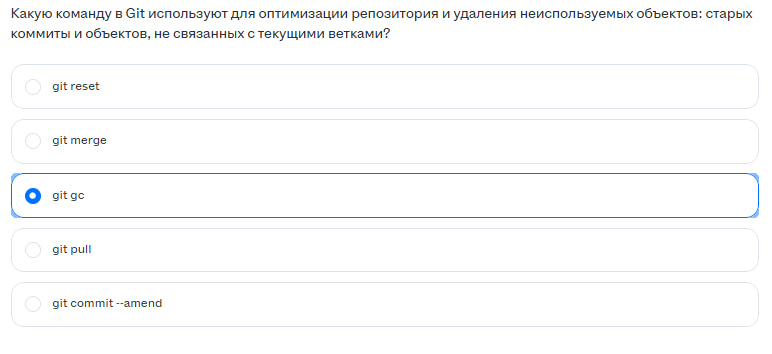 Какую команду в Git используют для оптимизации репозитория и удаления неиспользуемых объектов: старых
коммиты и объектов, не связанных с текущими ветками?
git reset
git merge
git gc
git pull
git commit --amend